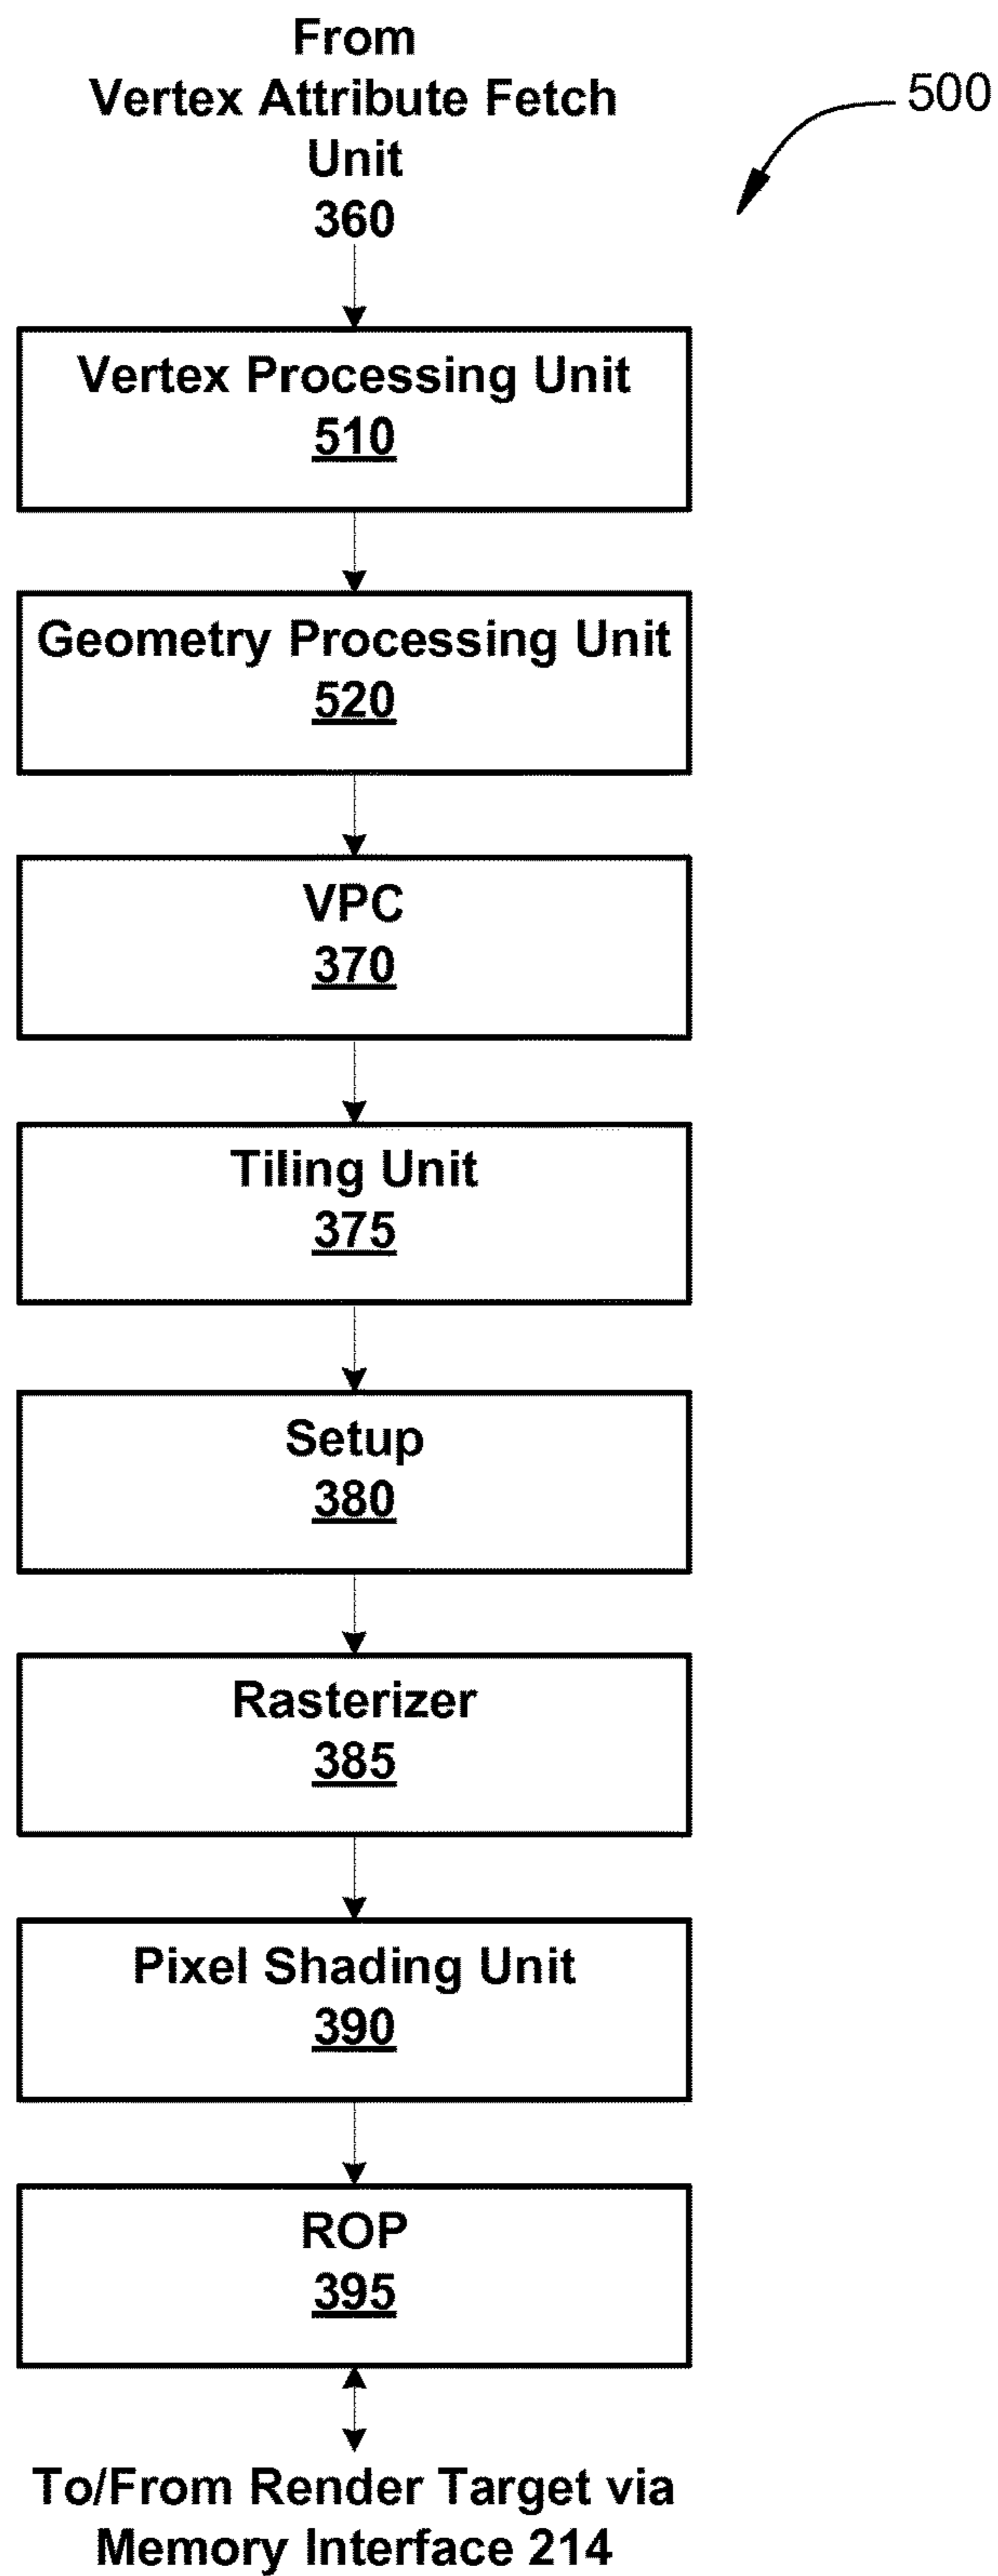 From
Vertex Attribute Fetch
Unit
360
500
Vertex Processing Unit
510
Geometry Processing Unit
520
VPC
370
Tiling Unit
375
Setup
380
Rasterizer
385
Pixel Shading Unit
390
ROP
395
To/From Render Target via
Memory Interface 214